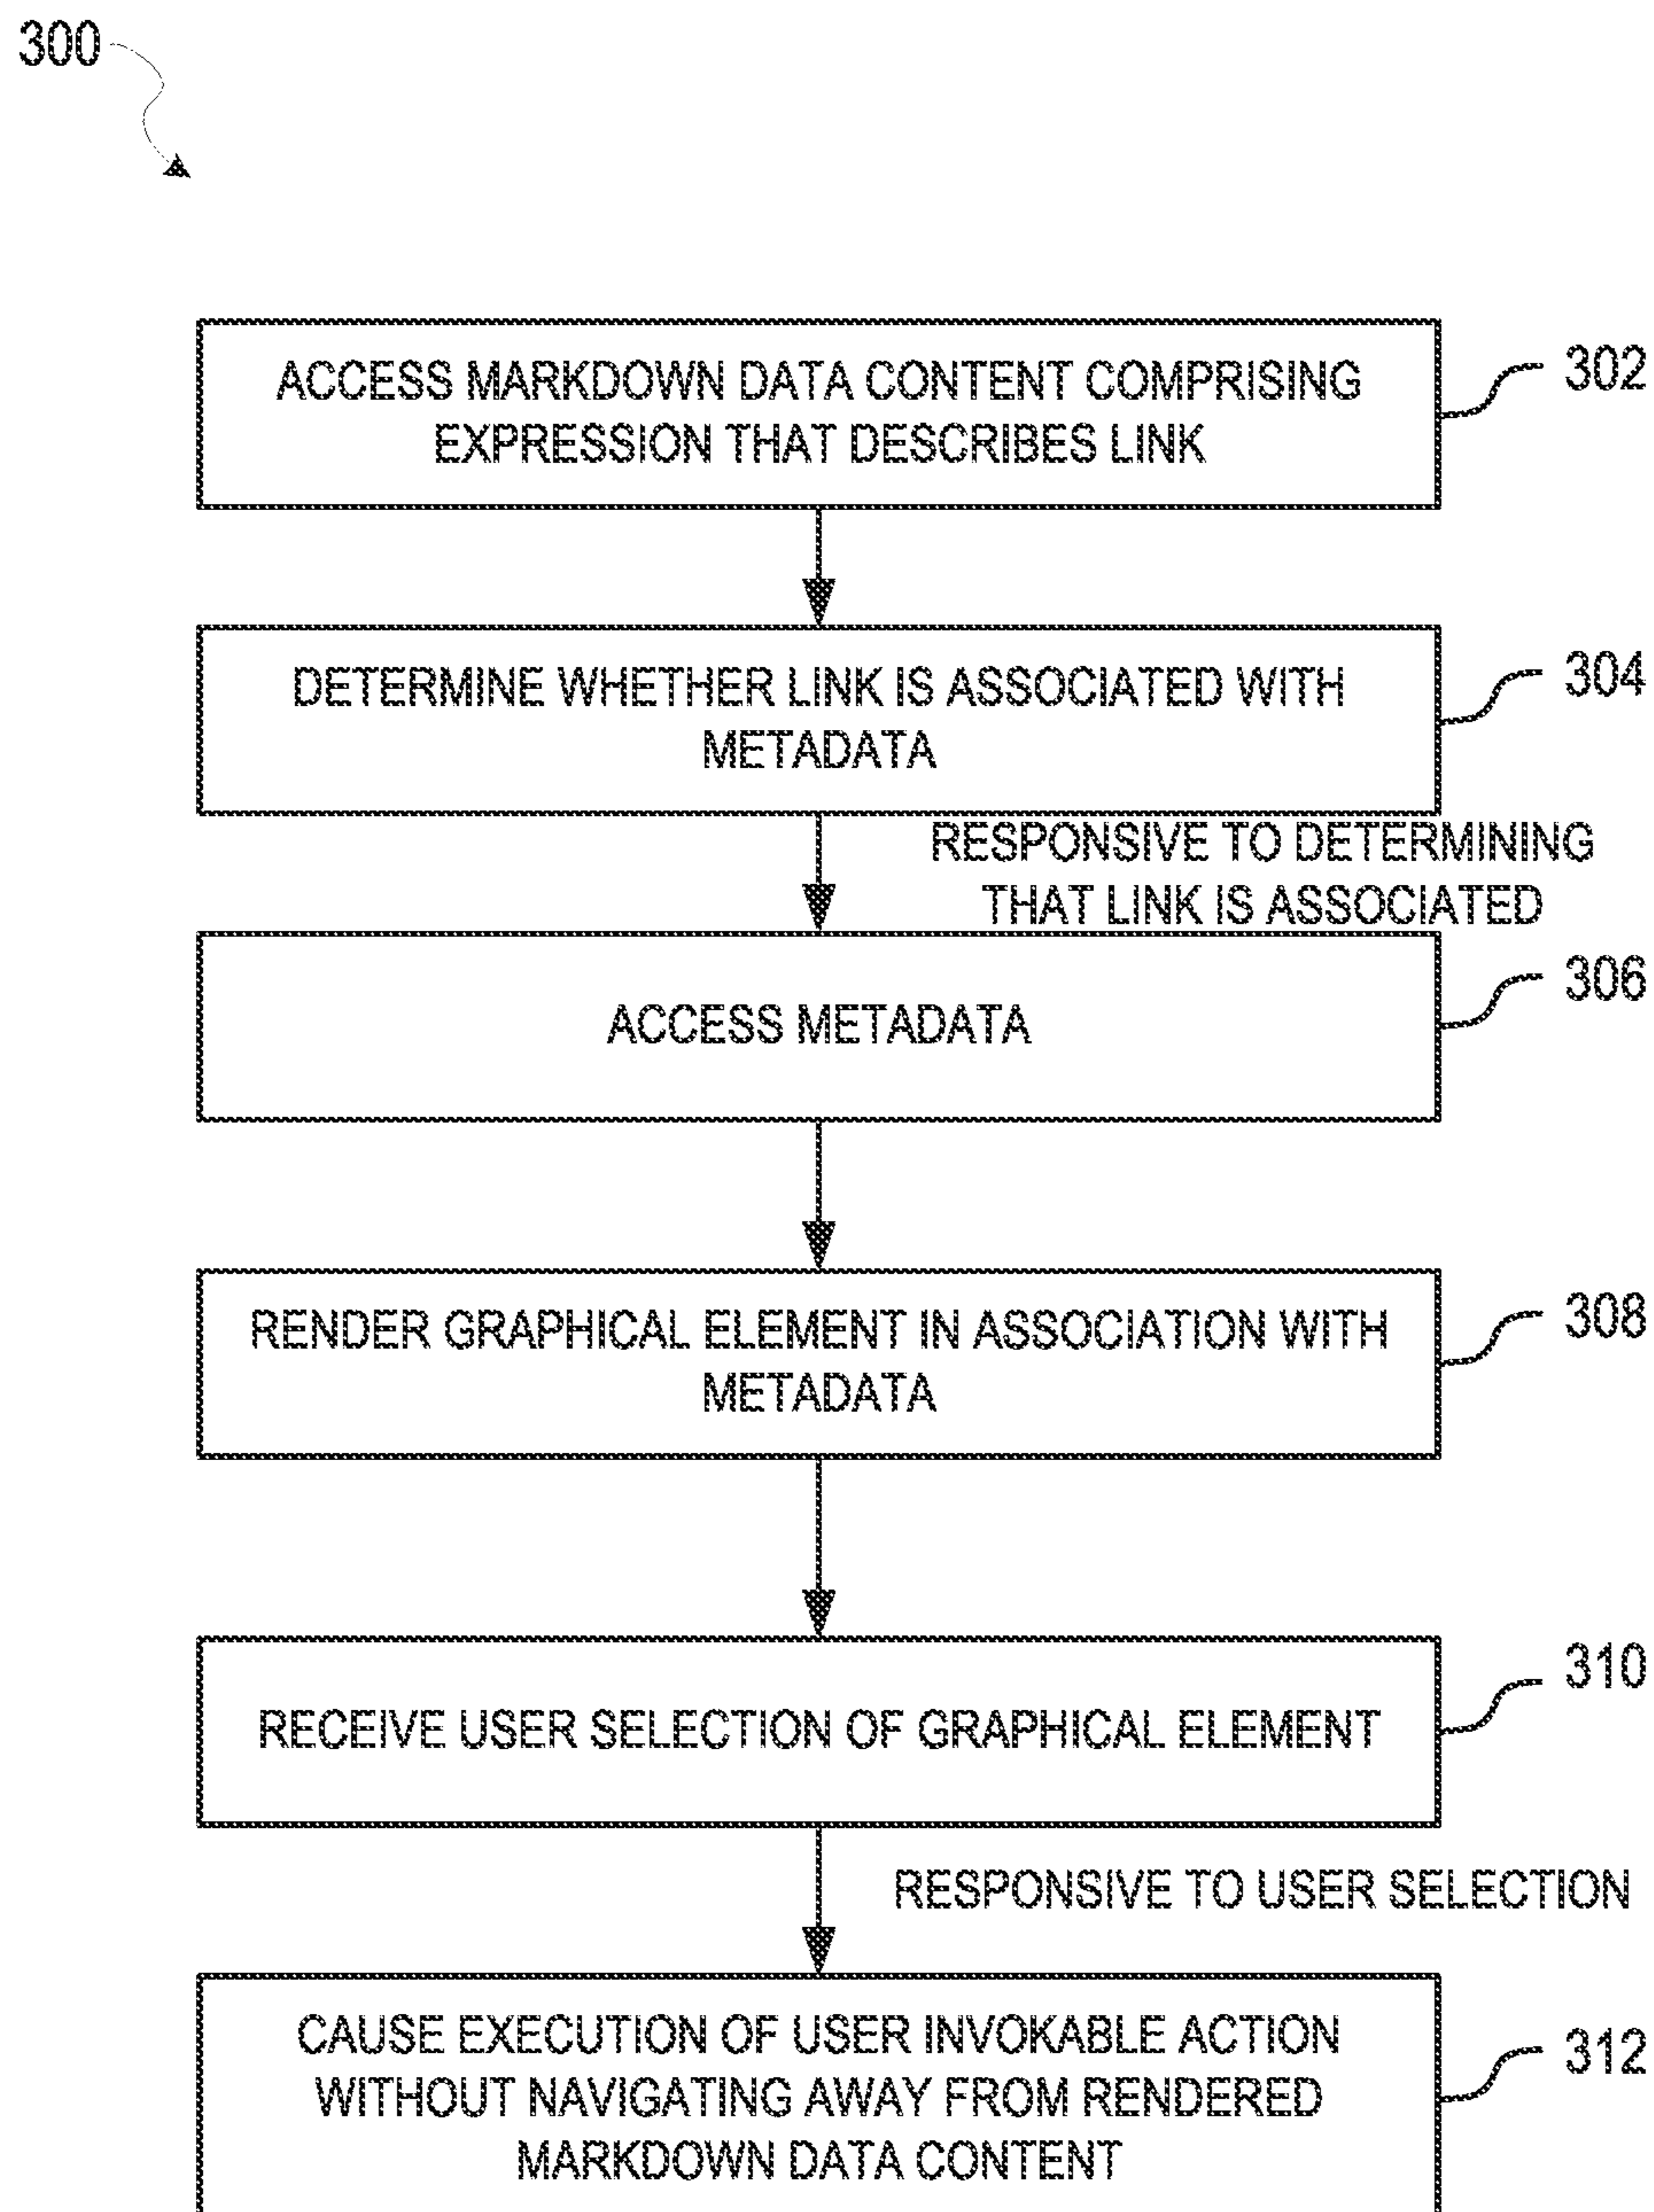 300
ACCESS MARKDOWN DATA CONTENT COMPRISING
EXPRESSION THAT DESCRIBES LINK
302
DETERMINE WHETHER LINK IS ASSOCIATED WITH
METADATA
304
RESPONSIVE TO DETERMINING
THAT LINK IS ASSOCIATED
ACCESS METADATA
306
RENDER GRAPHICAL ELEMENT IN ASSOCIATION WITH
METADATA
308
RECEIVE USER SELECTION OF GRAPHICAL ELEMENT
310
RESPONSIVE TO USER SELECTION
CAUSE EXECUTION OF USER INVOKABLE ACTION
WITHOUT NAVIGATING AWAY FROM RENDERED
MARKDOWN DATA CONTENT
312